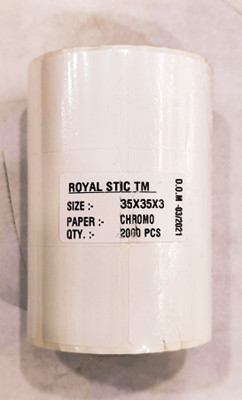 ROYAL STIC TM
SIZE :- 35X35X3
PAPER :- CHROMO
QTY. :- 2000 PCS
D.O.M -03/2021